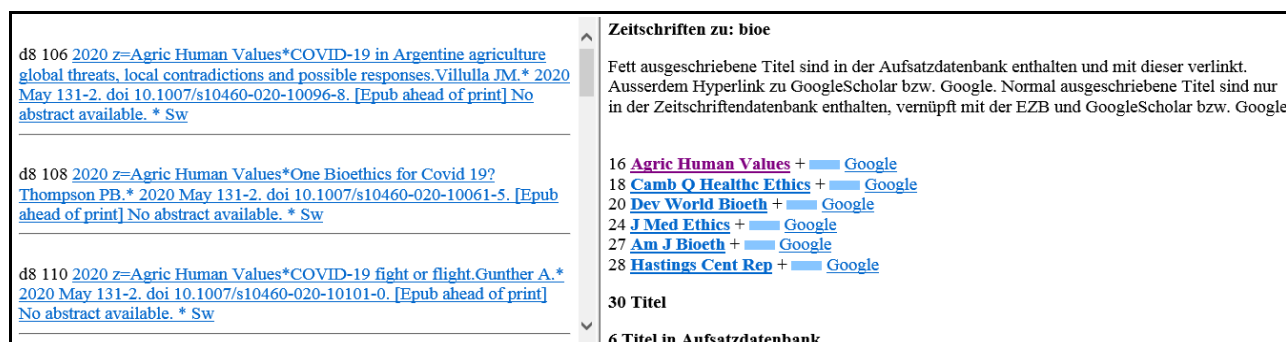 d8 106 2020 z=Agric Human Values*COVID-19 in Argentine agriculture
global threats, local contradictions and possible responses.Villulla JM.* 2020
May 131-2. doi 10.1007/s10460-020-10096-8. [Epub ahead of print] No
abstract available. * Sw
d8 108 2020 z=Agric Human Values*One Bioethics for Covid 19?
Thompson PB.* 2020 May 131-2. doi 10.1007/s10460-020-10061-5. [Epub
ahead of print] No abstract available. * Sw
d8 110 2020 z=Agric Human Values*COVID-19 fight or flight.Gunther A.*
2020 May 131-2. doi 10.1007/s10460-020-10101-0. [Epub ahead of print]
No abstract available. * Sw
Zeitschriften zu: bioe
Fett ausgeschriebene Titel sind in der Aufsatzdatenbank enthalten und mit dieser verlinkt.
Ausserdem Hyperlink zu GoogleScholar bzw. Google. Normal ausgeschriebene Titel sind nur
in der Zeitschriftendatenbank enthalten, vernüpft mit der EZB und GoogleScholar bzw. Google
16 Agric Human Values + Google
18 Camb Q Healthc Ethics + Google
20 Dev World Bioeth + Google
24 J Med Ethics + Google
27 Am J Bioeth + Google
28 Hastings Cent Rep + Google
30 Titel
6 Titel in Aufsatzdatenbank